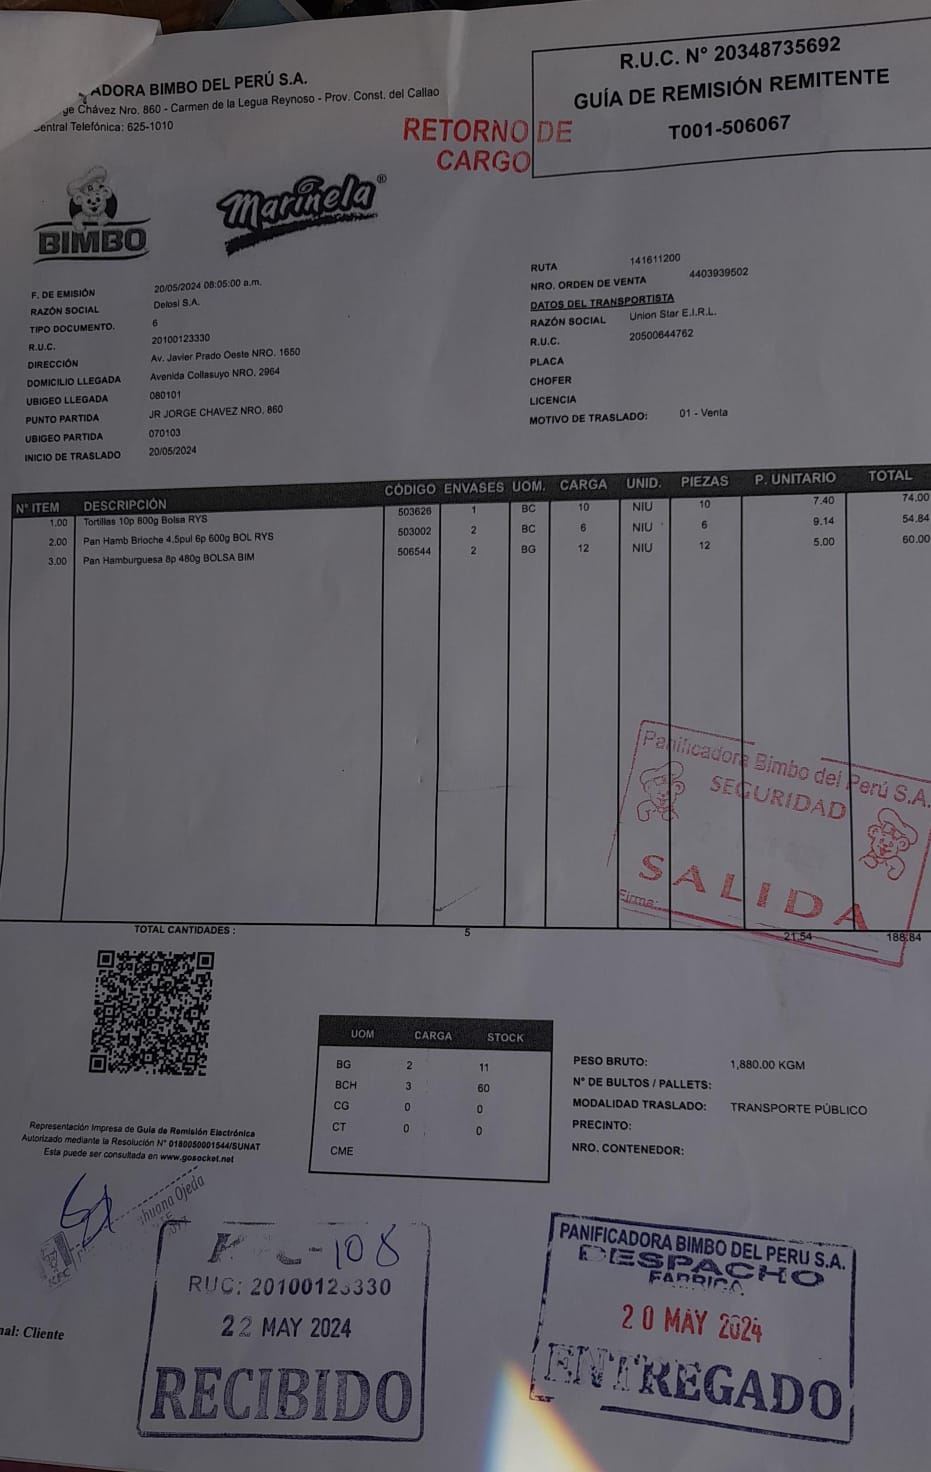 ADORA BIMBO DEL PERÚ S.A.
ge Chávez Nro. 860 - Carmen de la Legua Reynoso - Prov. Const. del Callao
Central Telefónica: 625-1010
R.U.C. N° 20348735692
GUÍA DE REMISIÓN REMITENTE
T001-506067
RETORNO DE
CARGO
BIMBO
Marinela®
F. DE EMISIÓN 20/05/2024 08:05:00 a.m.
RAZÓN SOCIAL Delosi S.A.
TIPO DOCUMENTO. 6
R.U.C. 20100123330
DIRECCIÓN Av. Javier Prado Oeste NRO. 1650
DOMICILIO LLEGADA Avenida Collasuyo NRO. 2964
UBIGEO LLEGADA 080101
PUNTO PARTIDA JR JORGE CHAVEZ NRO. 860
UBIGEO PARTIDA 070103
INICIO DE TRASLADO 20/05/2024
RUTA 141611200
NRO. ORDEN DE VENTA 4403939502
DATOS DEL TRANSPORTISTA
RAZÓN SOCIAL Union Star E.I.R.L.
R.U.C. 20500644762
PLACA
CHOFER
LICENCIA
MOTIVO DE TRASLADO: 01 - Venta
N° ITEM DESCRIPCIÓN CÓDIGO ENVASES UOM. CARGA UNID. PIEZAS P. UNITARIO TOTAL
1.00 Tortillas 10p 800g Bolsa RYS 503626 1 BC 10 NIU 10 7.40 74.00
2.00 Pan Hamb Brioche 4.5pul 6p 600g BOL RYS 503002 2 BC 6 NIU 6 9.14 54.84
3.00 Pan Hamburguesa 8p 480g BOLSA BIM 506544 2 BG 12 NIU 12 5.00 60.00
Panificadora Bimbo del Perú S.A.
SEGURIDAD
SALIDA
Firma:
TOTAL CANTIDADES : 5 21.54 188.84
UOM CARGA STOCK
BG 2 11
BCH 3 60
CG 0 0
CT 0 0
CME
PESO BRUTO: 1,880.00 KGM
N° DE BULTOS / PALLETS:
MODALIDAD TRASLADO: TRANSPORTE PÚBLICO
PRECINTO:
NRO. CONTENEDOR:
Representación Impresa de Guía de Remisión Electrónica
Autorizado mediante la Resolución N° 0180050001544/SUNAT
Esta puede ser consultada en www.gosocket.net
huana Ojeda
KFC
KFC-108
RUC: 20100123330
22 MAY 2024
RECIBIDO
PANIFICADORA BIMBO DEL PERU S.A.
DESPACHO
FABRICA
20 MAY 2024
ENTREGADO
nal: Cliente